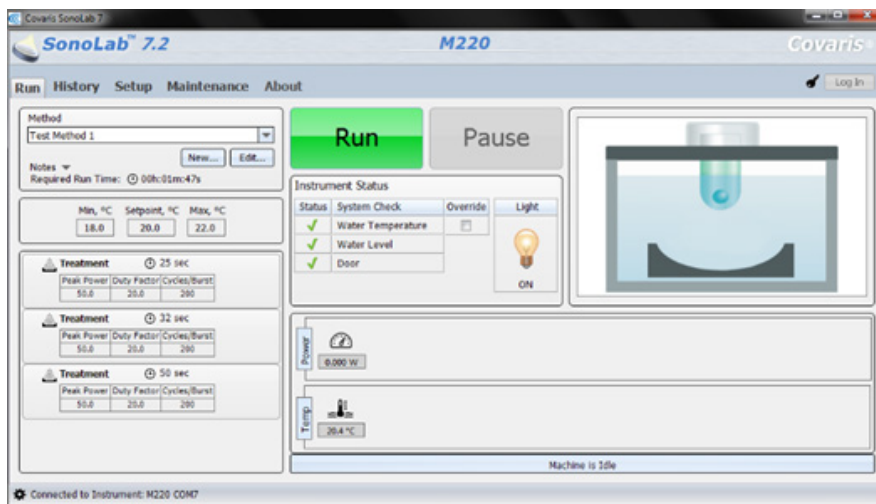 Covaris SonoLab 7
SonoLab™ 7.2
M220
Covaris
Run History Setup Maintenance About
Log In
Method
Test Method 1
New... Edit...
Notes
Required Run Time: 00h:01m:47s
Min, °C Setpoint, °C Max, °C
18.0 20.0 22.0
Treatment 25 sec
Peak Power Duty Factor Cycles/Burst
50.0 20.0 200
Treatment 32 sec
Peak Power Duty Factor Cycles/Burst
50.0 20.0 200
Treatment 50 sec
Peak Power Duty Factor Cycles/Burst
50.0 20.0 200
Run
Pause
Instrument Status
Status System Check Override Light
Water Temperature
Water Level
Door
ON
Power
0.000 W
Temp
20.4 °C
Machine is Idle
Connected to Instrument: M220 COM7